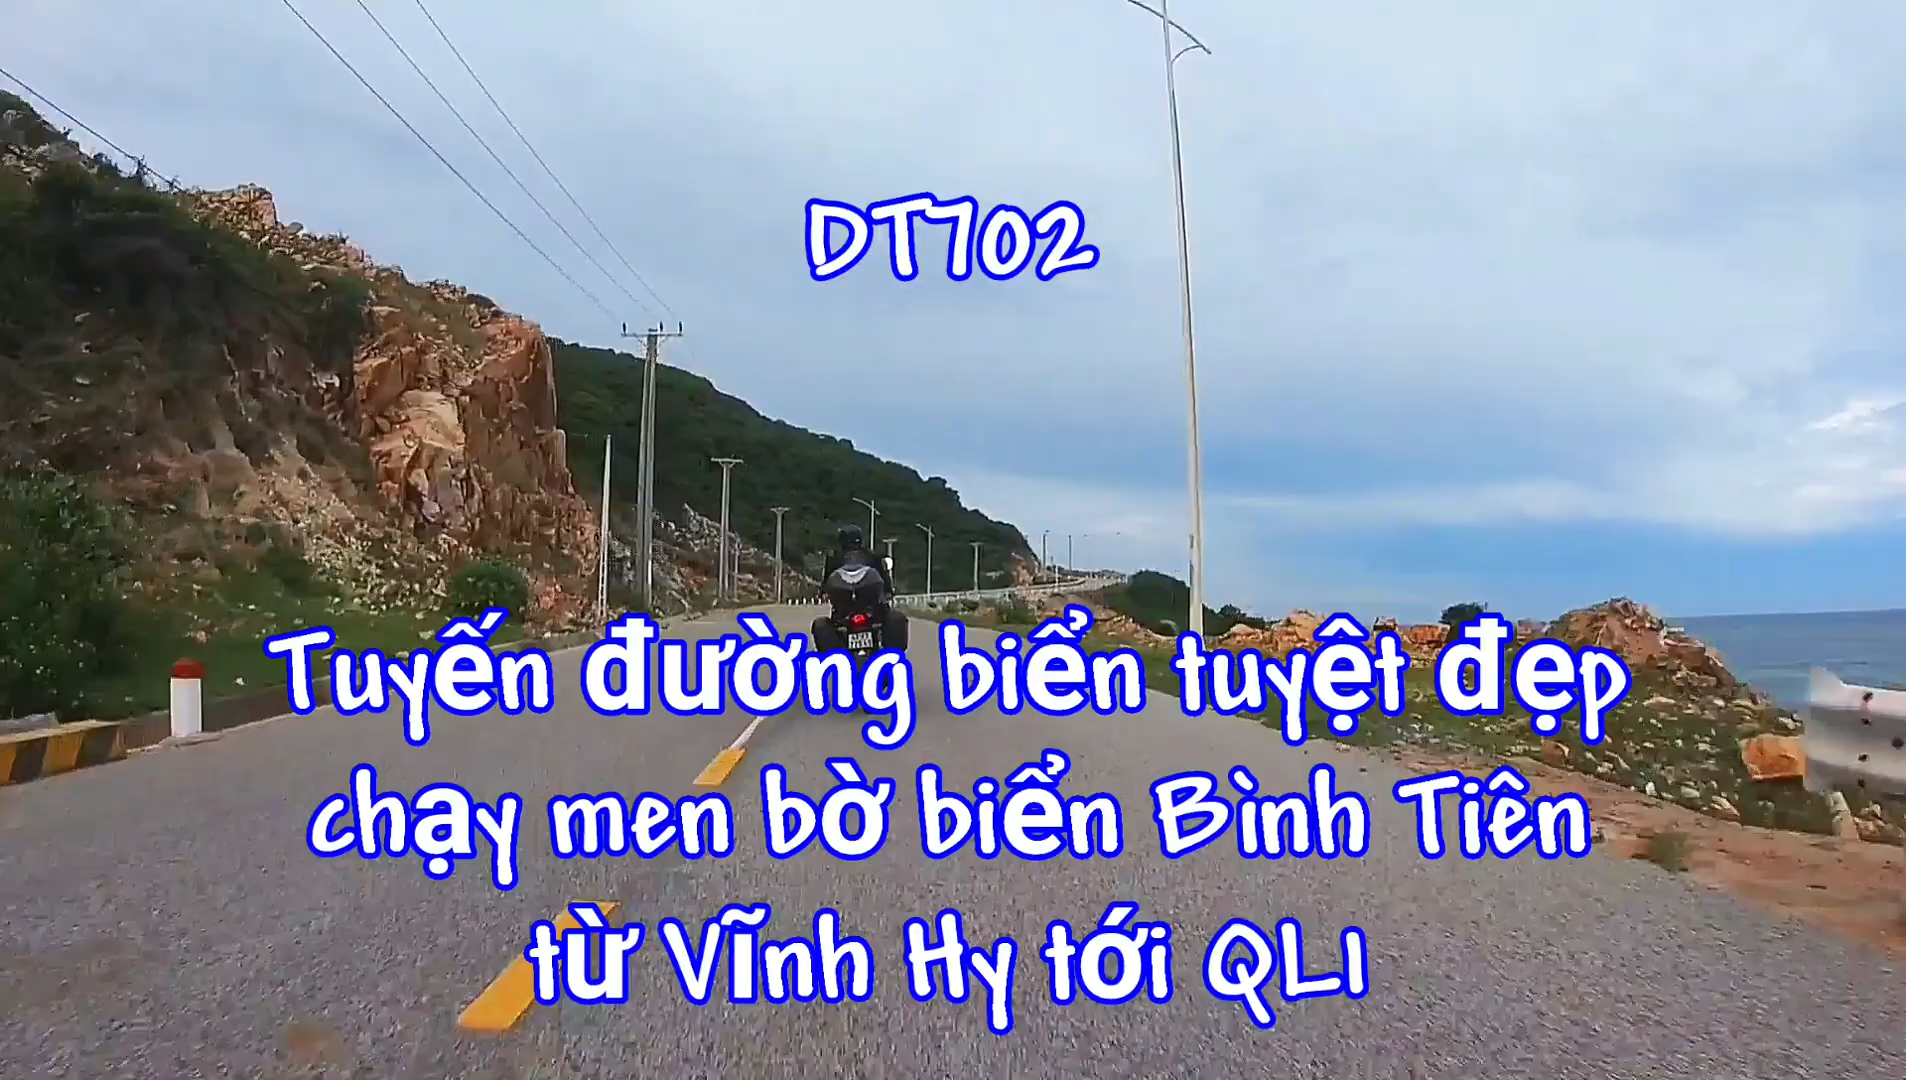 DT702
Tuyến đường biển tuyệt đẹp
chạy men bờ biển Bình Tiên
từ Vĩnh Hy tới QL1